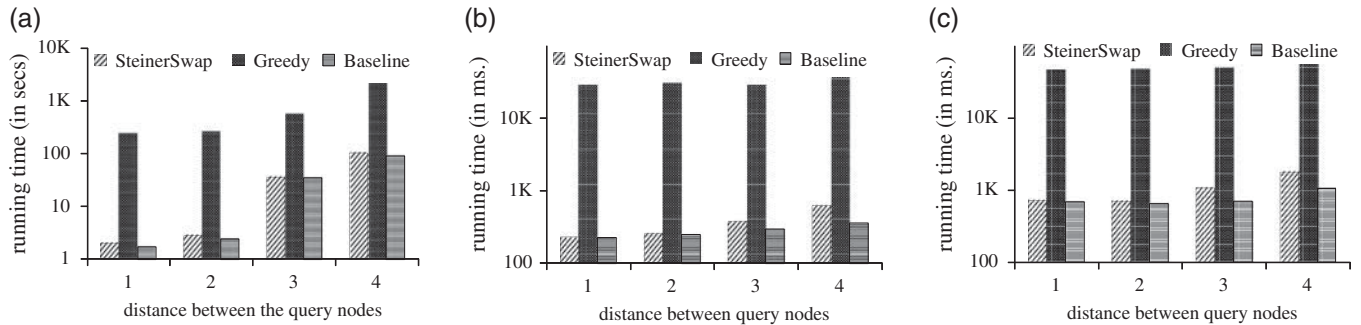 (a)
10K
SteinerSwap Greedy Baseline
1K
100
10
1
running time (in secs)
1 2 3 4
distance between the query nodes
(b)
SteinerSwap Greedy Baseline
10K
1K
100
running time (in ms.)
1 2 3 4
distance between query nodes
(c)
SteinerSwap Greedy Baseline
10K
1K
100
running time (in ms.)
1 2 3 4
distance between query nodes